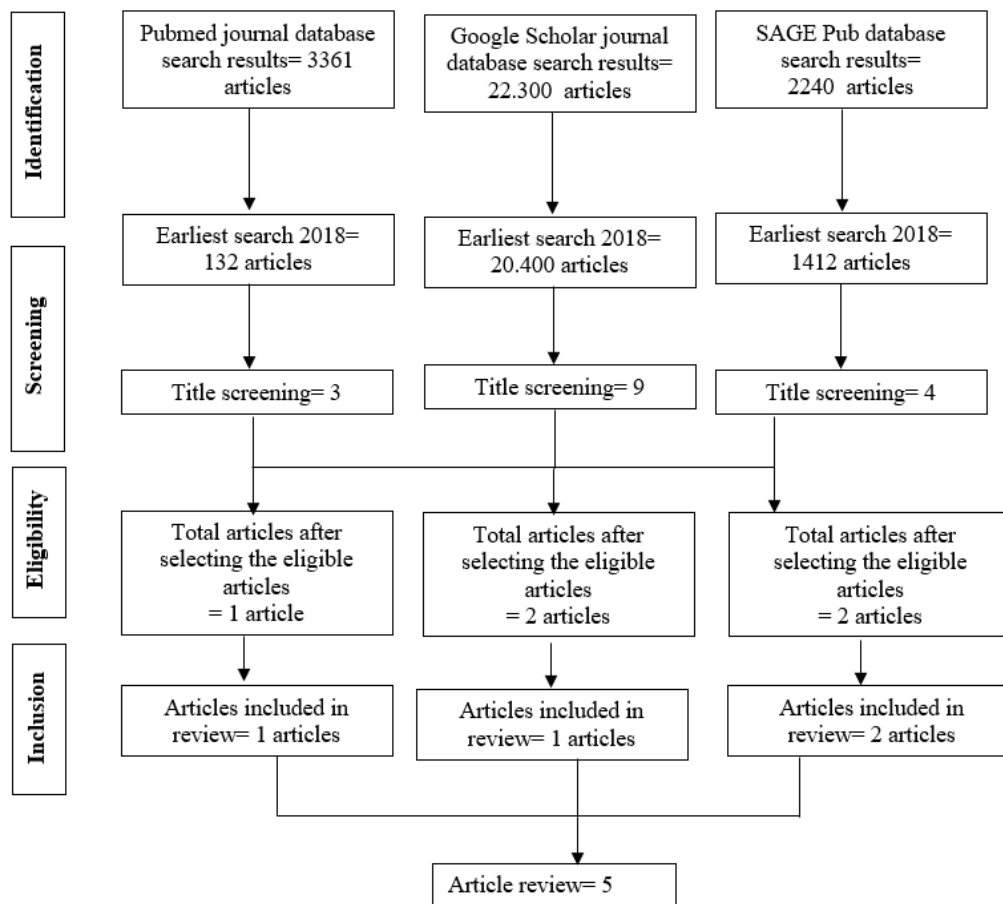 Identification
Pubmed journal database
search results= 3361
articles
Google Scholar journal
database search results=
22.300 articles
SAGE Pub database
search results=
2240 articles
Screening
Earliest search 2018=
132 articles
Earliest search 2018=
20.400 articles
Earliest search 2018=
1412 articles
Title screening= 3
Title screening= 9
Title screening= 4
Eligibility
Total articles after
selecting the eligible
articles
= 1 article
Total articles after
selecting the eligible
articles
= 2 articles
Total articles after
selecting the eligible
articles
= 2 articles
Inclusion
Articles included in
review= 1 articles
Articles included in
review= 1 articles
Articles included in
review= 2 articles
Article review= 5